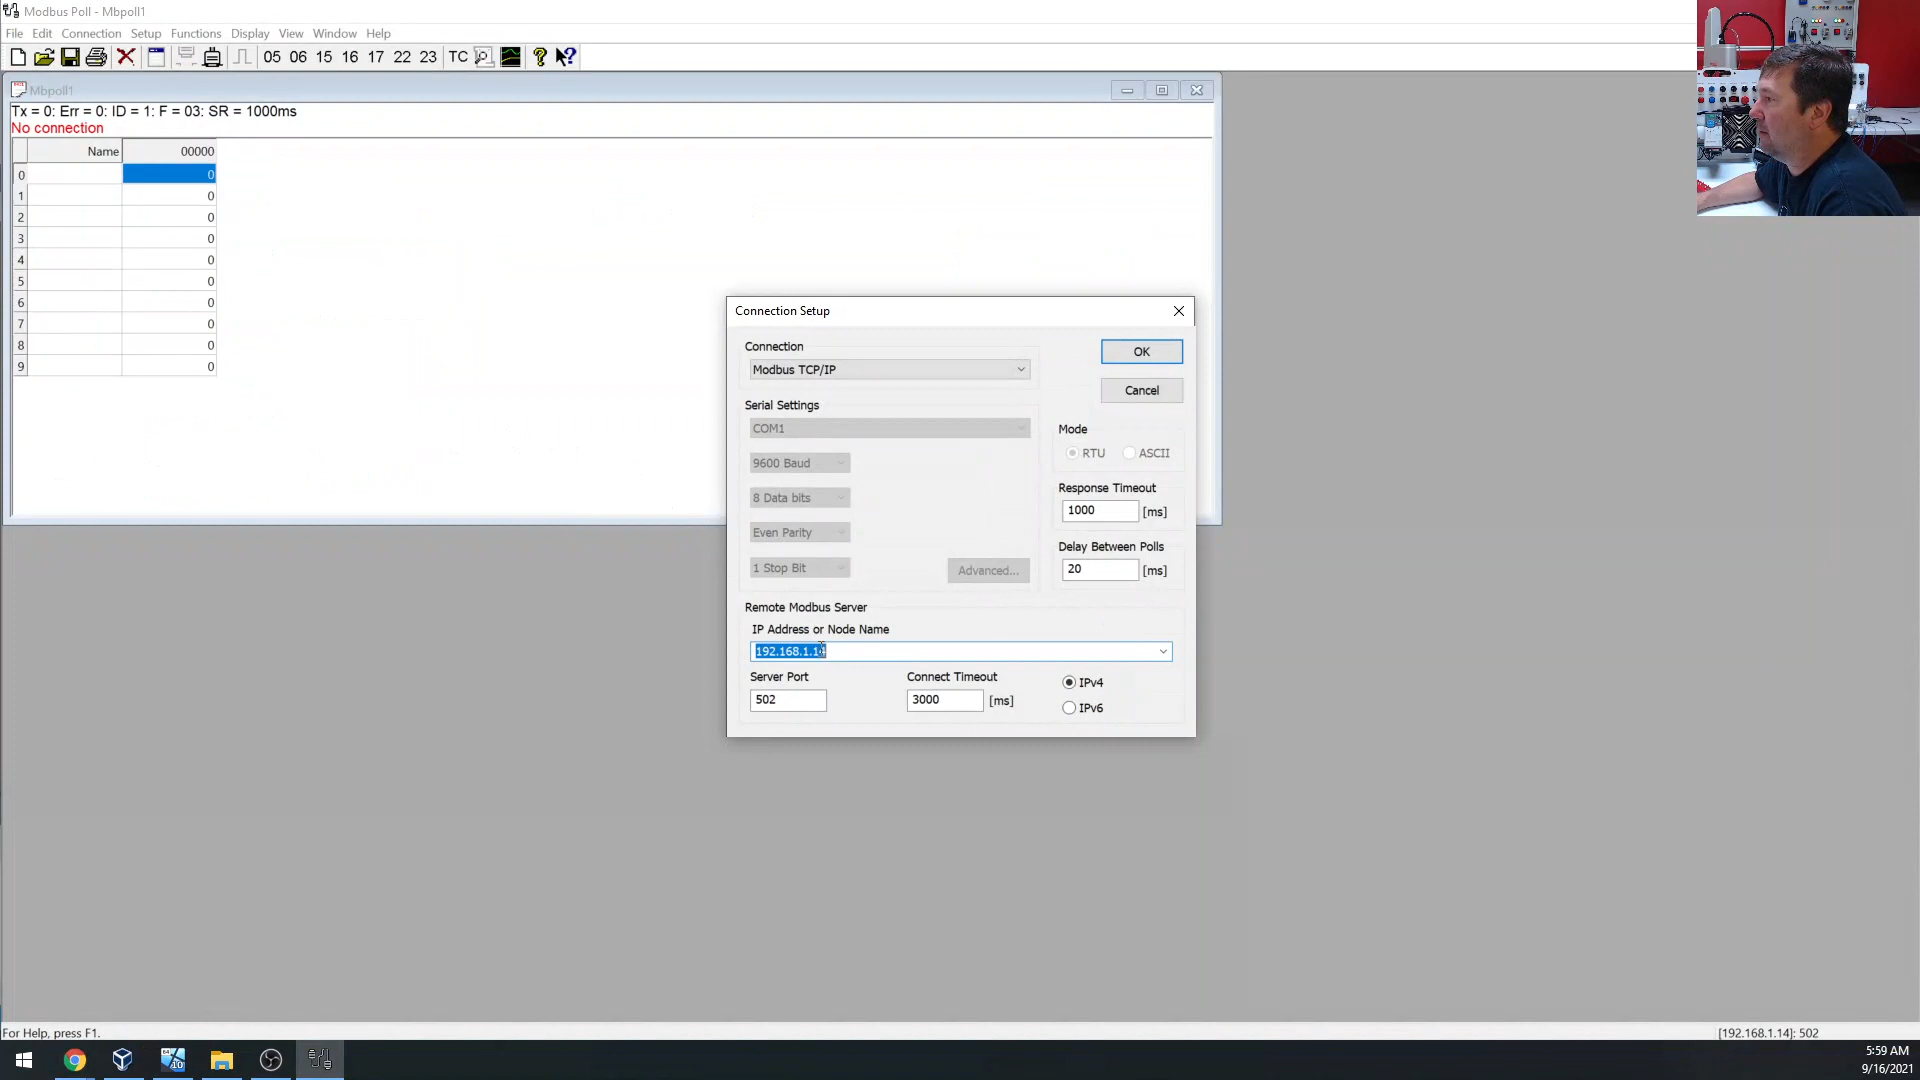 Modbus Poll - Mbpoll1
File Edit Connection Setup Functions Display View Window Help
05 06 15 16 17 22 23 TC
Mbpoll1
Tx = 0: Err = 0: ID = 1: F = 03: SR = 1000ms
No connection
Name 00000
0 0
1 0
2 0
3 0
4 0
5 0
6 0
7 0
8 0
9 0
Connection Setup
Connection
Modbus TCP/IP
OK
Cancel
Serial Settings
COM1
9600 Baud
8 Data bits
Even Parity
1 Stop Bit
Advanced...
Mode
RTU ASCII
Response Timeout
1000 [ms]
Delay Between Polls
20 [ms]
Remote Modbus Server
IP Address or Node Name
192.168.1.14
Server Port
502
Connect Timeout
3000 [ms]
IPv4
IPv6
For Help, press F1.
[192.168.1.14]: 502
10
5:59 AM
9/16/2021